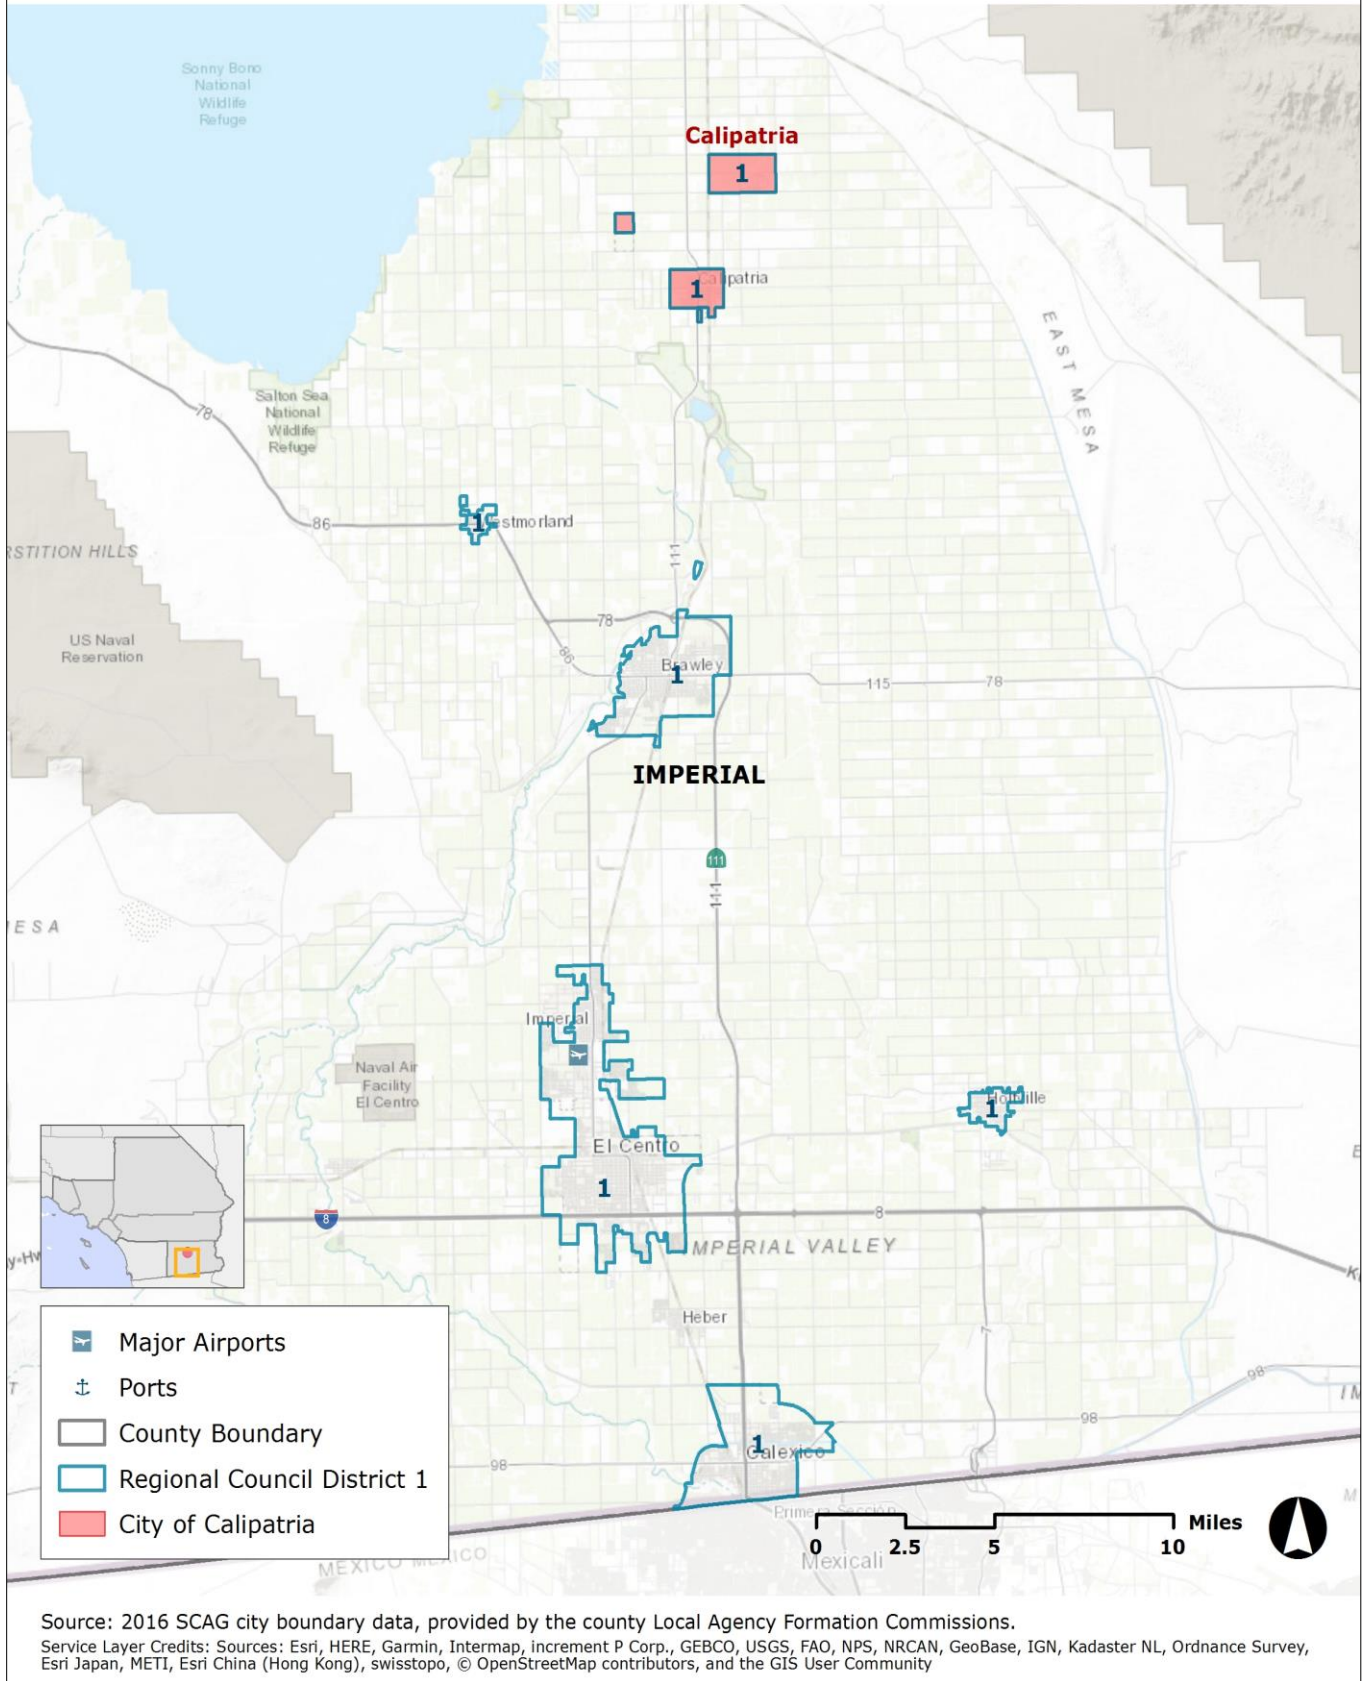 Sonny Bono
National
Wildlife
Refuge
Calipatria
1
1
EAST MESA
78
Salton Sea
National
Wildlife
Refuge
86
1
111
RSTITION HILLS
78
86
US Naval
Reservation
Brawley
1
115
78
IMPERIAL
111
111
ESA
Imperial
Naval Air
Facility
El Centro
Holtville
1
El Centro
1
8
8
MPERIAL VALLEY
Heber
7
98
98
1
Calexico
98
Primera Sección
Mexicali
MEXICO MEXICO
Major Airports
Ports
County Boundary
Regional Council District 1
City of Calipatria
Miles
0 2.5 5 10
Source: 2016 SCAG city boundary data, provided by the county Local Agency Formation Commissions.
Service Layer Credits: Sources: Esri, HERE, Garmin, Intermap, increment P Corp., GEBCO, USGS, FAO, NPS, NRCAN, GeoBase, IGN, Kadaster NL, Ordnance Survey,
Esri Japan, METI, Esri China (Hong Kong), swisstopo, © OpenStreetMap contributors, and the GIS User Community